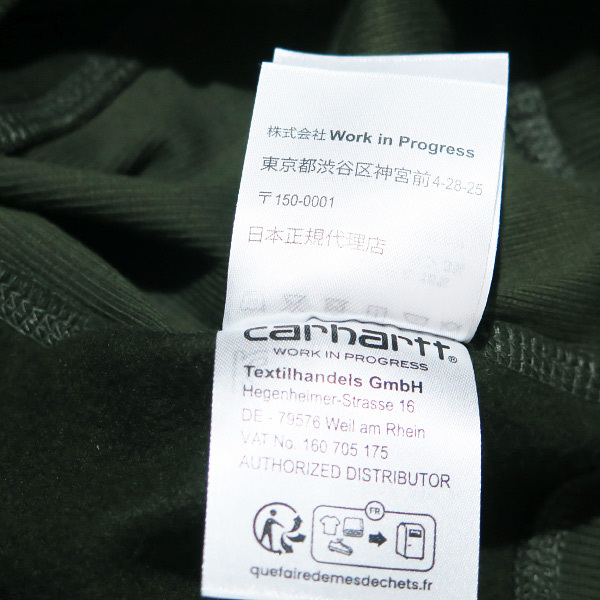 株式会社 Work in Progress
東京都渋谷区神宮前4-28-25
〒150-0001
日本正規代理店
carhartt®
WORK IN PROGRESS
Textilhandels GmbH
Hegenheimer-Strasse 16
DE - 79576 Weil am Rhein
VAT No. 160 705 175
AUTHORIZED DISTRIBUTOR
FR
quefairedemesdechets.fr